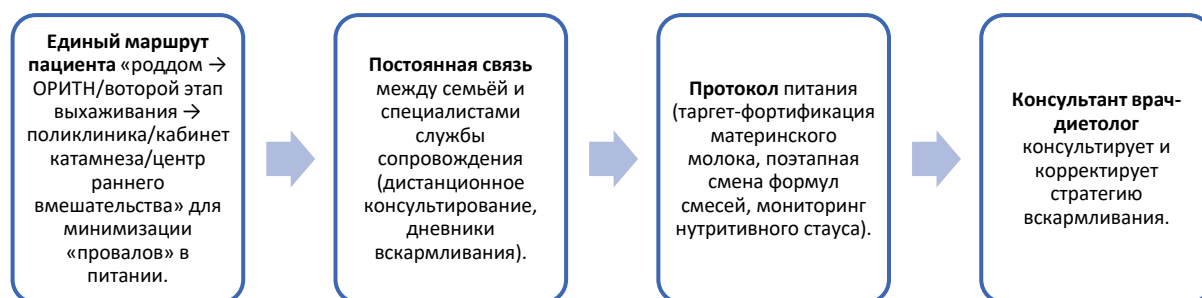 Единый маршрут
пациента «роддом →
ОРИТН/воторой этап
выхаживания →
поликлиника/кабинет
катамнеза/центр
раннего
вмешательства» для
минимизации
«провалов» в
питании.
Постоянная связь
между семьёй и
специалистами
службы
сопровождения
(дистанционное
консультирование,
дневники
вскармливания).
Протокол питания
(таргет-фортификация
материнского
молока, поэтапная
смена формул
смесей, мониторинг
нутритивного стауса).
Консультант врач-
диетолог
консультирует и
корректирует
стратегию
вскармливания.